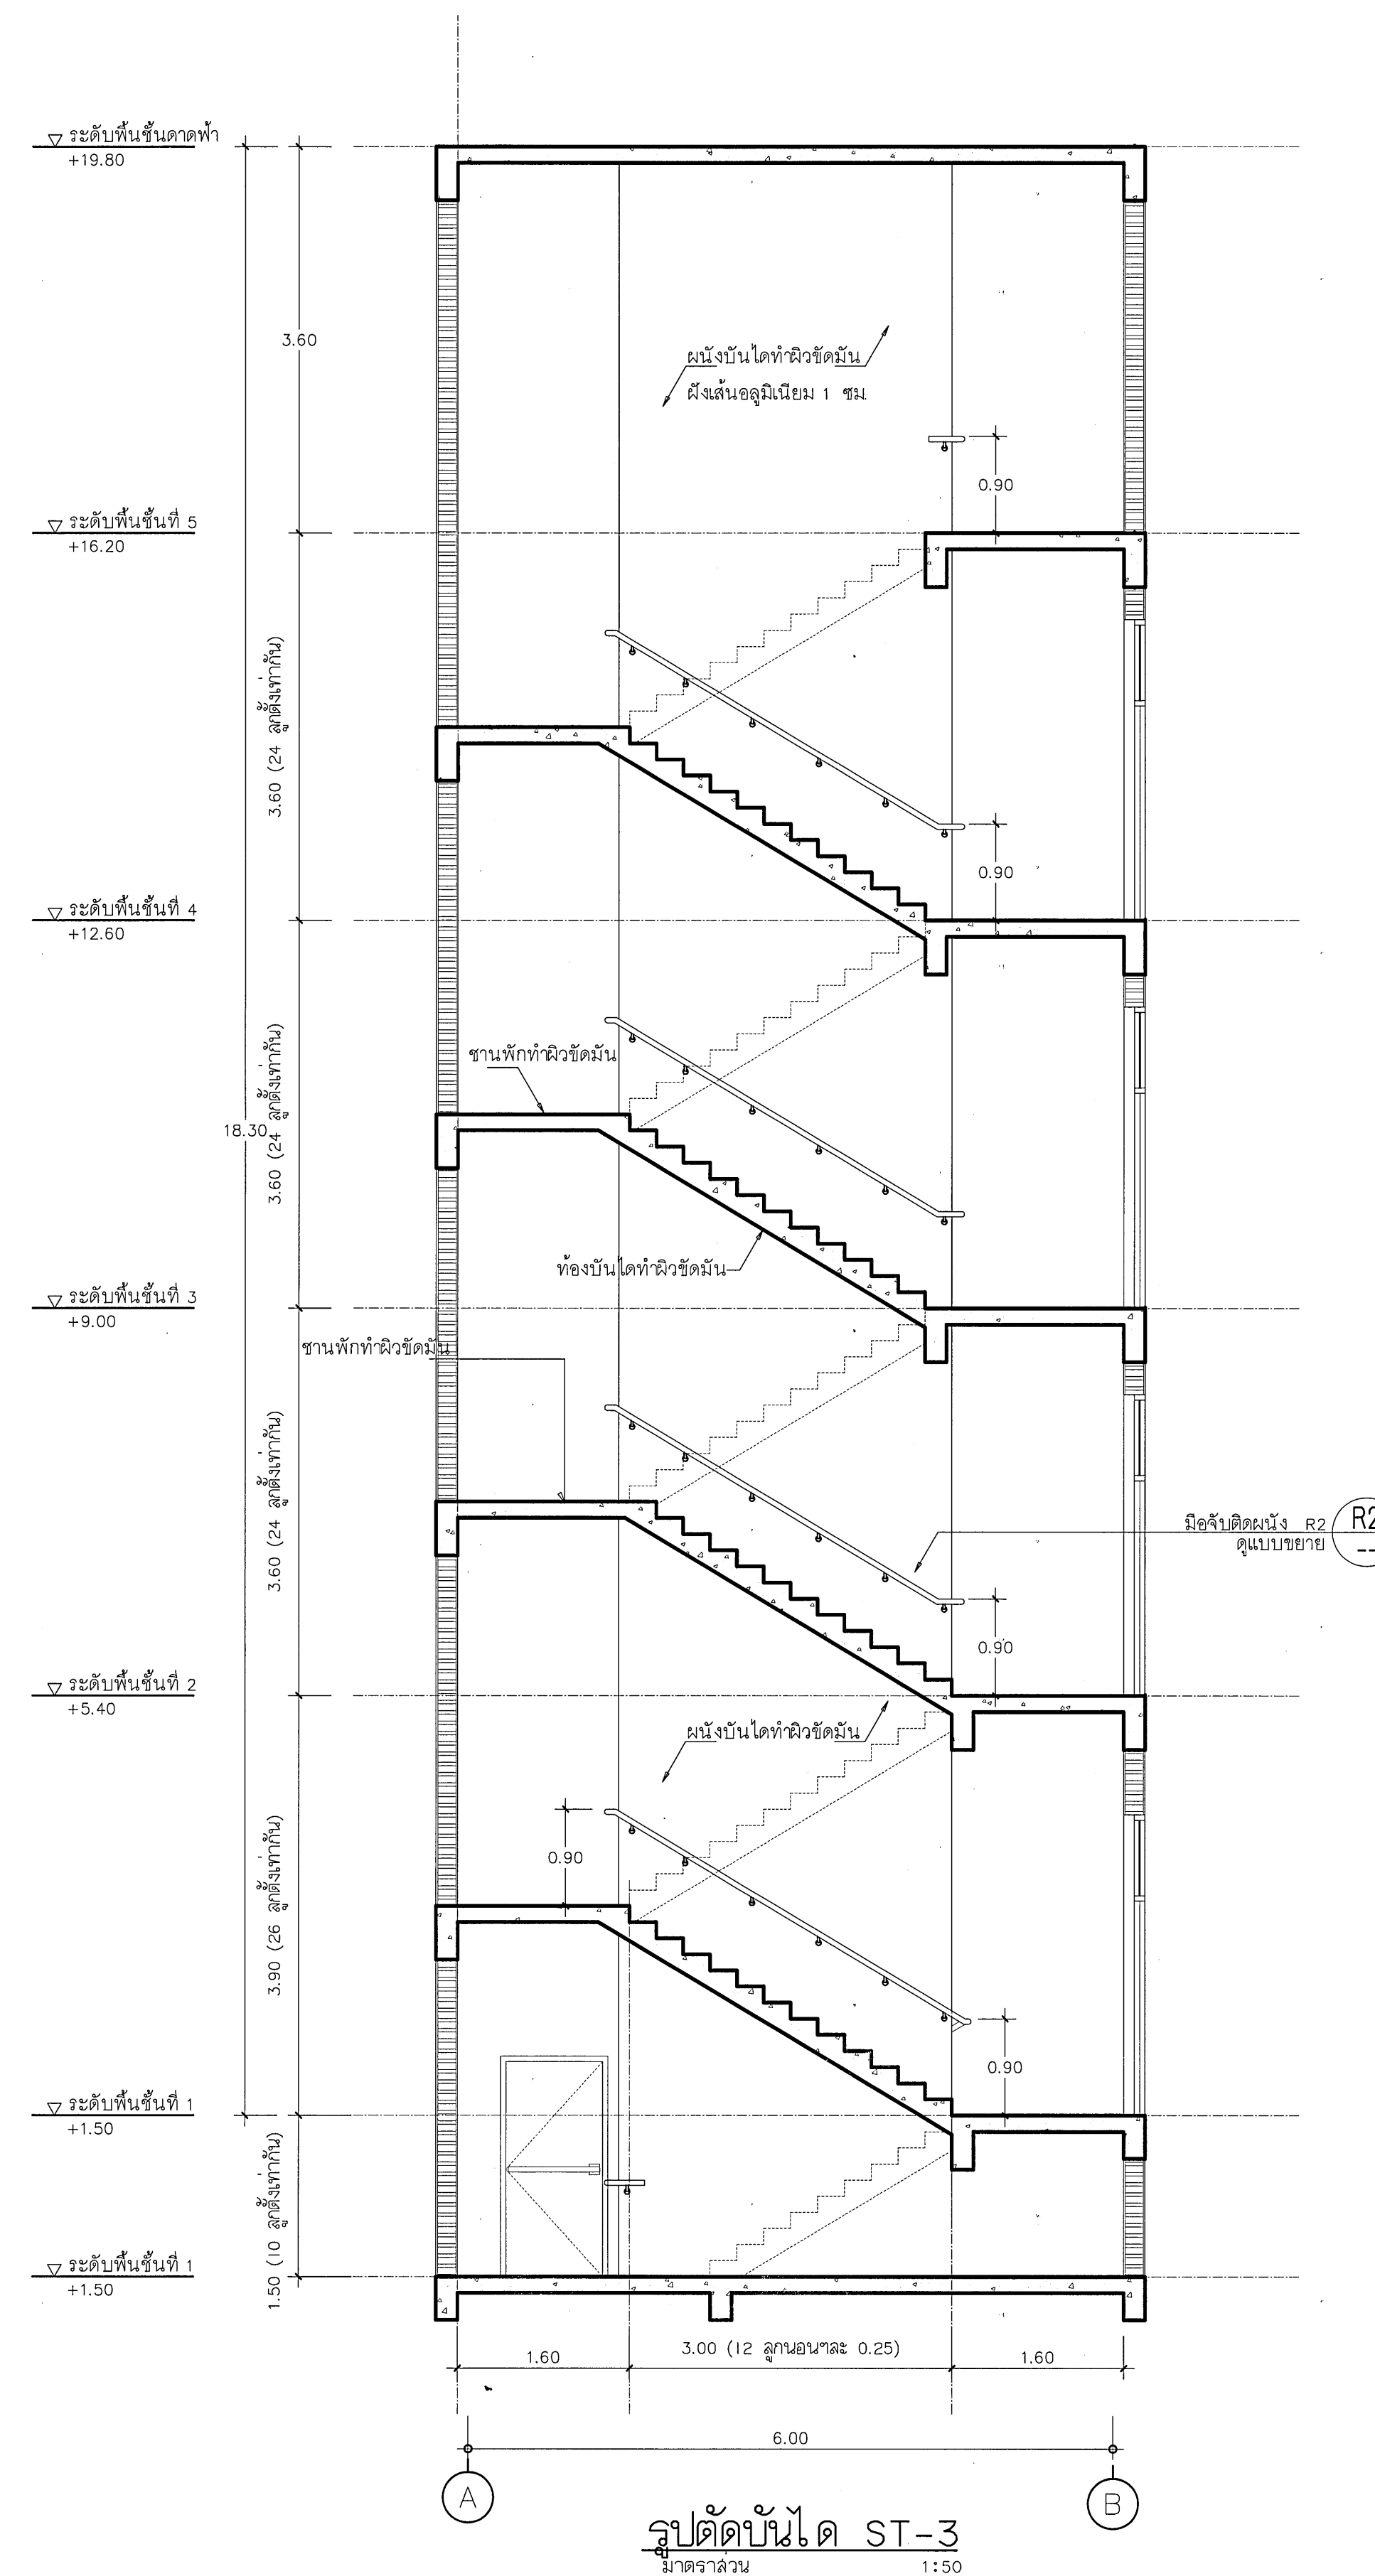 ระดับพื้นชั้นดาดฟ้า
+19.80
3.60
ผนังบันไดทำผิวขัดมัน
ฝังเส้นอลูมิเนียม 1 ซม.
0.90
ระดับพื้นชั้นที่ 5
+16.20
3.60 (24 ลูกตั้งเท่ากัน)
0.90
ระดับพื้นชั้นที่ 4
+12.60
3.60 (24 ลูกตั้งเท่ากัน)
ชานพักทำผิวขัดมัน
18.30
ท้องบันไดทำผิวขัดมัน
ระดับพื้นชั้นที่ 3
+9.00
ชานพักทำผิวขัดมัน
3.60 (24 ลูกตั้งเท่ากัน)
มือจับติดผนัง R2
ดูแบบขยาย
R2
--
0.90
ระดับพื้นชั้นที่ 2
+5.40
ผนังบันไดทำผิวขัดมัน
0.90
3.90 (26 ลูกตั้งเท่ากัน)
0.90
ระดับพื้นชั้นที่ 1
+1.50
1.50 (10 ลูกตั้งเท่ากัน)
ระดับพื้นชั้นที่ 1
+1.50
1.60
3.00 (12 ลูกนอนๆละ 0.25)
1.60
6.00
A
B
รูปตัดบันได ST-3
มาตราส่วน 1:50